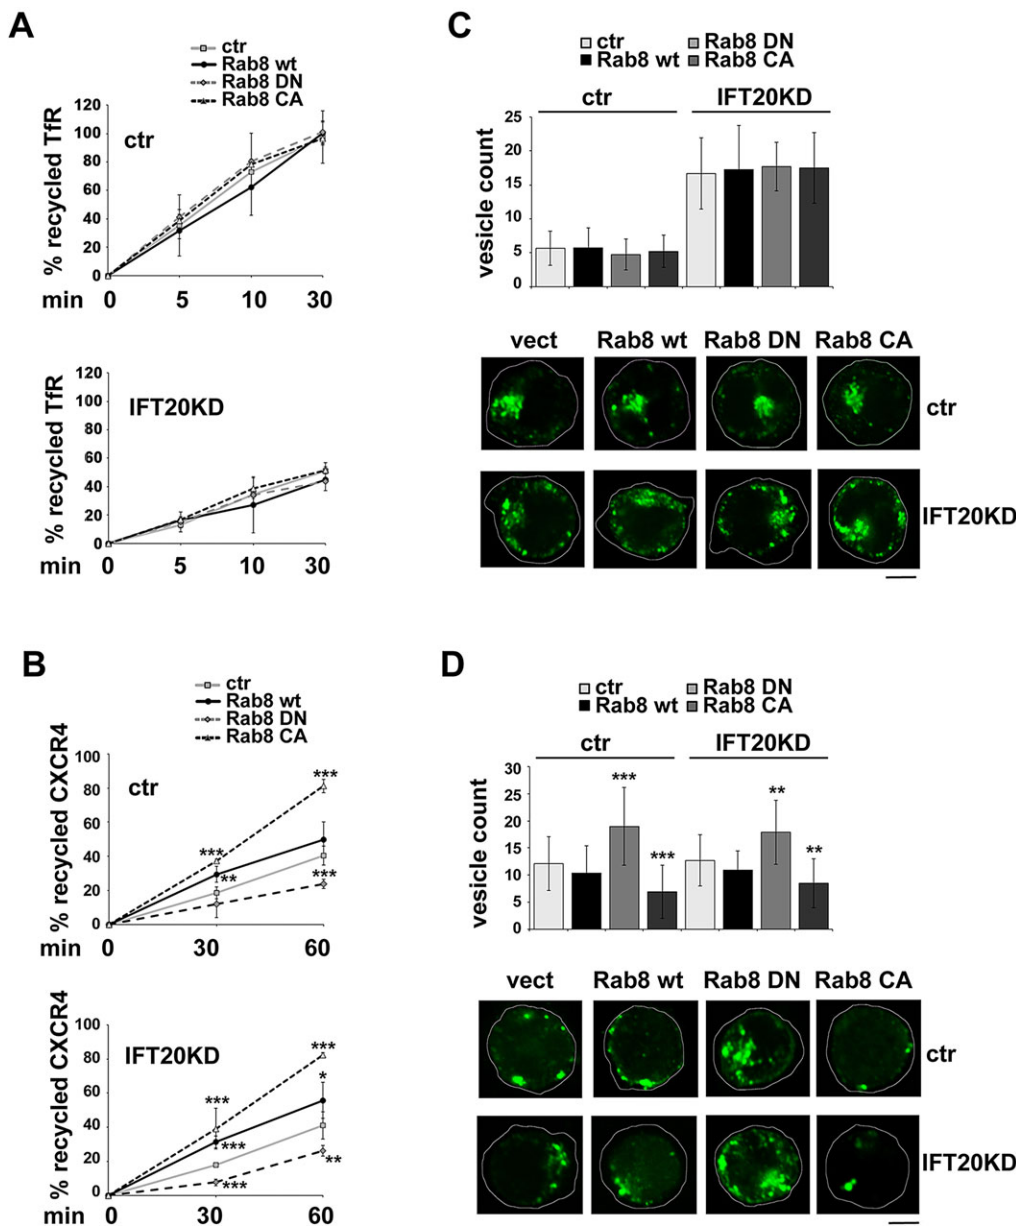 A
ctr
Rab8 wt
Rab8 DN
Rab8 CA
% recycled TfR
120
100
80
60
40
20
0
ctr
min 0 5 10 30
% recycled TfR
120
100
80
60
40
20
0
IFT20KD
min 0 5 10 30
B
ctr
Rab8 wt
Rab8 DN
Rab8 CA
% recycled CXCR4
100
80
60
40
20
0
ctr
***
***
**
***
min 0 30 60
% recycled CXCR4
100
80
60
40
20
0
IFT20KD
***
*
***
***
**
***
min 0 30 60
C
ctr Rab8 DN
Rab8 wt Rab8 CA
ctr IFT20KD
vesicle count
25
20
15
10
5
0
vect Rab8 wt Rab8 DN Rab8 CA
ctr
IFT20KD
D
ctr Rab8 DN
Rab8 wt Rab8 CA
ctr IFT20KD
vesicle count
30
25
20
15
10
5
0
*** **
*** **
vect Rab8 wt Rab8 DN Rab8 CA
ctr
IFT20KD